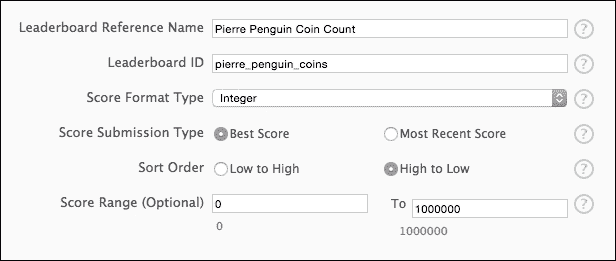 Leaderboard Reference Name Pierre Penguin Coin Count ?
Leaderboard ID pierre_penguin_coins ?
Score Format Type Integer ?
Score Submission Type Best Score Most Recent Score ?
Sort Order Low to High High to Low ?
Score Range (Optional) 0 To 1000000 ?
0 1000000